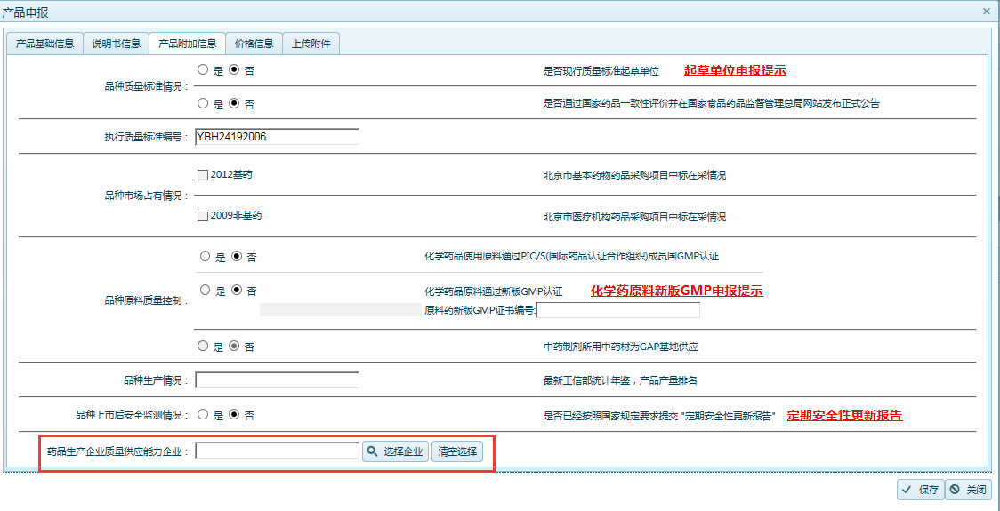 产品申报
产品基础信息 说明书信息 产品附加信息 价格信息 上传附件
品种质量标准情况：
是 否 是否现行质量标准起草单位 起草单位申报提示
是 否 是否通过国家药品一致性评价并在国家食品药品监督管理总局网站发布正式公告
执行质量标准编号： YBH24192006
品种市场占有情况：
2012基药 北京市基本药物药品采购项目中标在采情况
2009非基药 北京市医疗机构药品采购项目中标在采情况
品种原料质量控制：
是 否 化学药品使用原料通过PIC/S(国际药品认证合作组织)成员国GMP认证
是 否 化学药品原料通过新版GMP认证 化学药原料新版GMP申报提示
原料药新版GMP证书编号:
是 否 中药制剂所用中药材为GAP基地供应
品种生产情况： 最新工信部统计年鉴，产品产量排名
品种上市后安全监测情况： 是 否 是否已经按照国家规定要求提交 "定期安全性更新报告" 定期安全性更新报告
药品生产企业质量供应能力企业： 选择企业 清空选择
保存 关闭